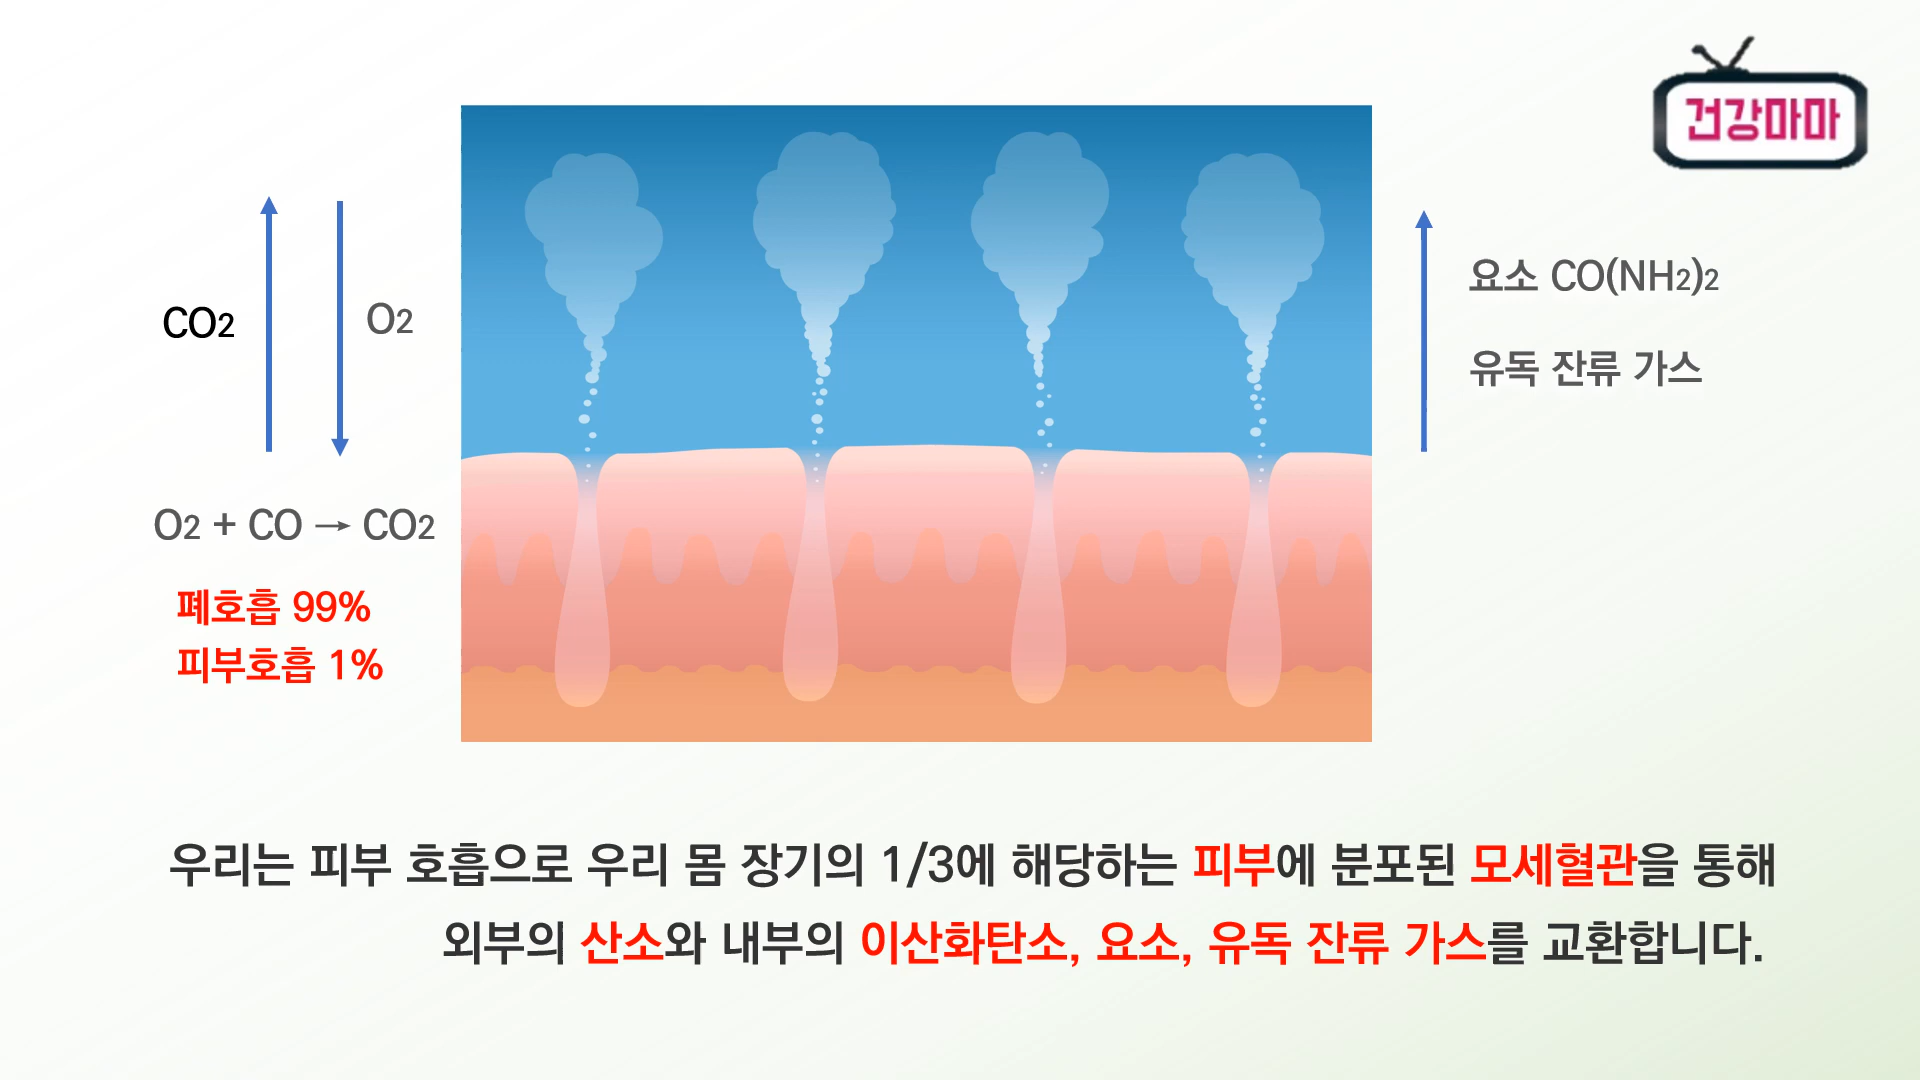 건강마마
CO2
O2
요소 CO(NH2)2
유독 잔류 가스
O2 + CO → CO2
폐호흡 99%
피부호흡 1%
우리는 피부 호흡으로 우리 몸 장기의 1/3에 해당하는 피부에 분포된 모세혈관을 통해
외부의 산소와 내부의 이산화탄소, 요소, 유독 잔류 가스를 교환합니다.